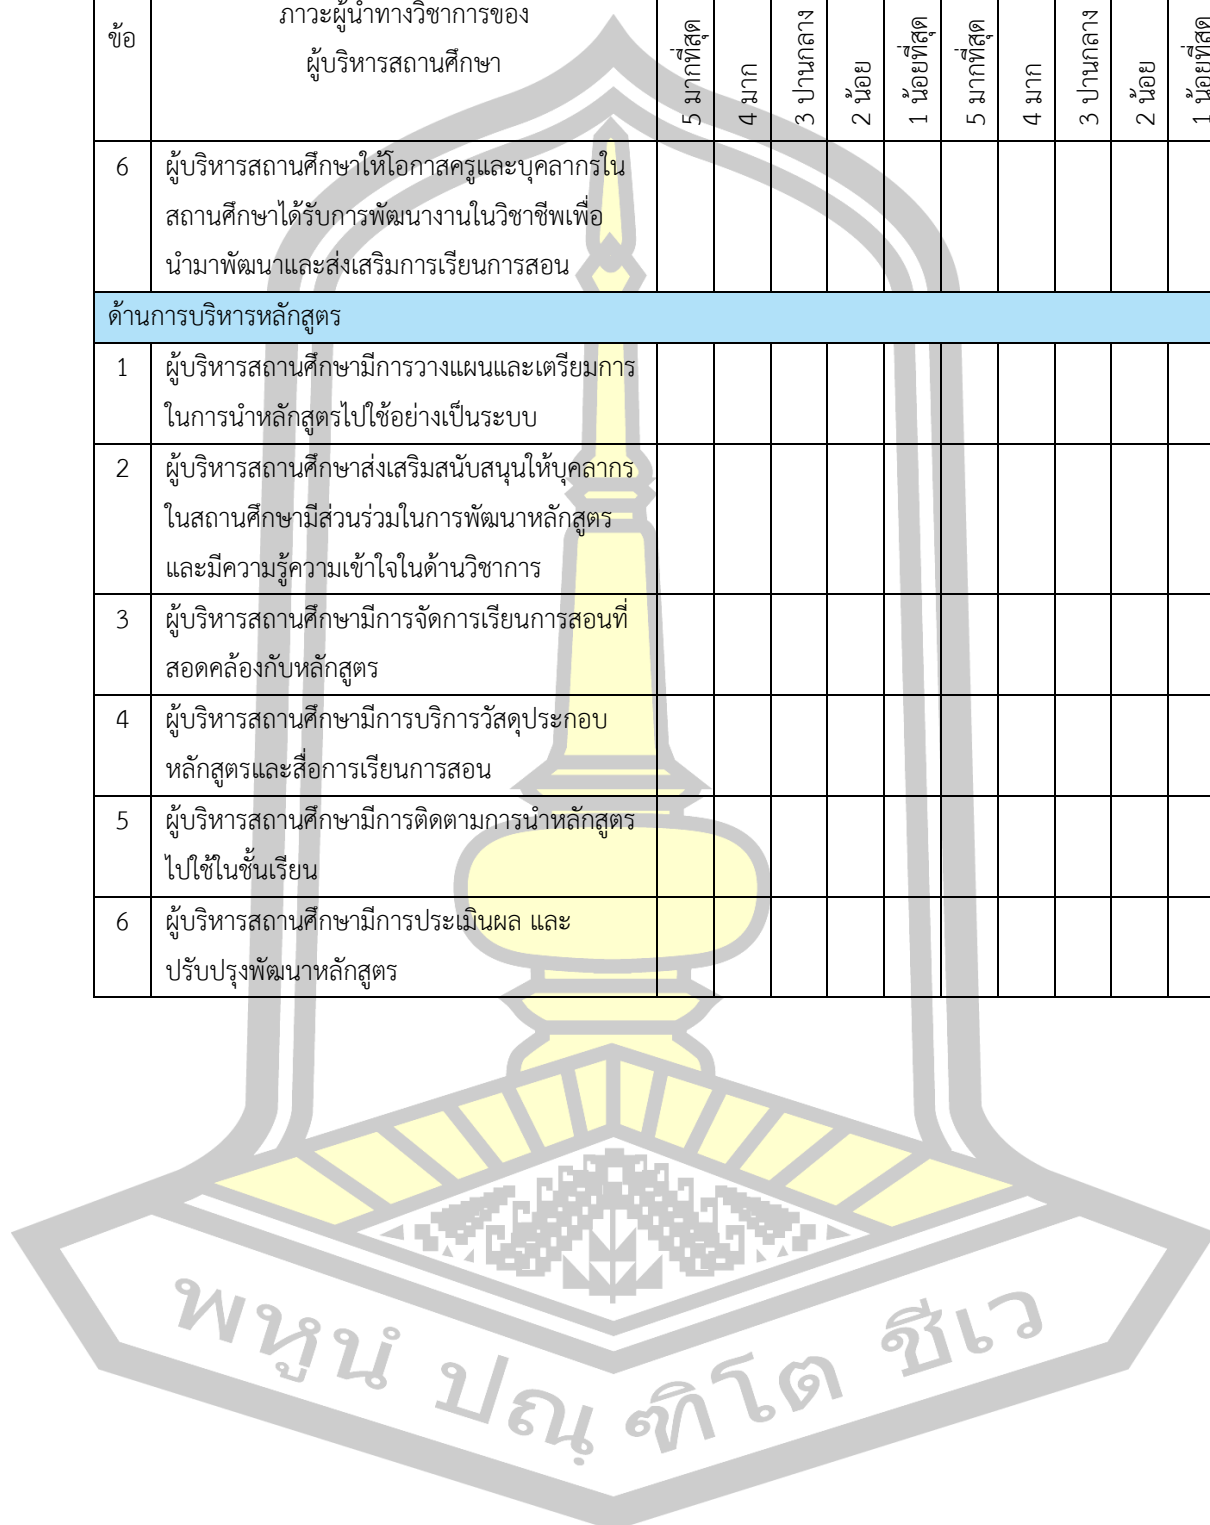 ข้อ
ภาวะผู้นำทางวิชาการของ
ผู้บริหารสถานศึกษา
5 มากที่สุด
4 มาก
3 ปานกลาง
2 น้อย
1 น้อยที่สุด
5 มากที่สุด
4 มาก
3 ปานกลาง
2 น้อย
1 น้อยที่สุด
6 ผู้บริหารสถานศึกษาให้โอกาสครูและบุคลากรใน
สถานศึกษาได้รับการพัฒนางานในวิชาชีพเพื่อ
นำมาพัฒนาและส่งเสริมการเรียนการสอน
ด้านการบริหารหลักสูตร
1 ผู้บริหารสถานศึกษามีการวางแผนและเตรียมการ
ในการนำหลักสูตรไปใช้อย่างเป็นระบบ
2 ผู้บริหารสถานศึกษาส่งเสริมสนับสนุนให้บุคลากร
ในสถานศึกษามีส่วนร่วมในการพัฒนาหลักสูตร
และมีความรู้ความเข้าใจในด้านวิชาการ
3 ผู้บริหารสถานศึกษามีการจัดการเรียนการสอนที่
สอดคล้องกับหลักสูตร
4 ผู้บริหารสถานศึกษามีการบริการวัสดุประกอบ
หลักสูตรและสื่อการเรียนการสอน
5 ผู้บริหารสถานศึกษามีการติดตามการนำหลักสูตร
ไปใช้ในชั้นเรียน
6 ผู้บริหารสถานศึกษามีการประเมินผล และ
ปรับปรุงพัฒนาหลักสูตร
พหูนํ ปณฺฑิโต ชีเว